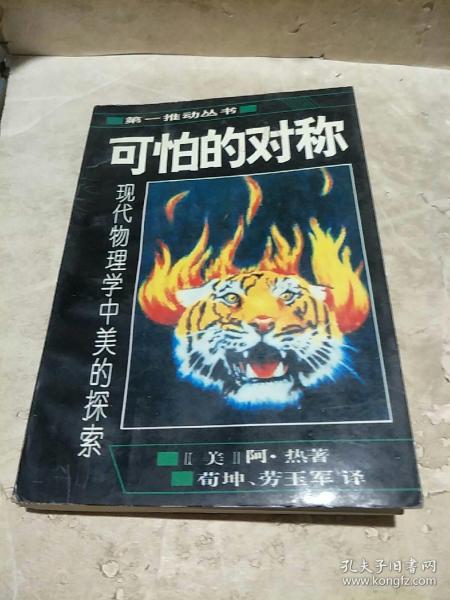 第一推动丛书
可怕的对称
现代物理学中美的探索
[美]阿·热著
荀坤、劳玉军 译
孔夫子旧书网
www.kongfz.com